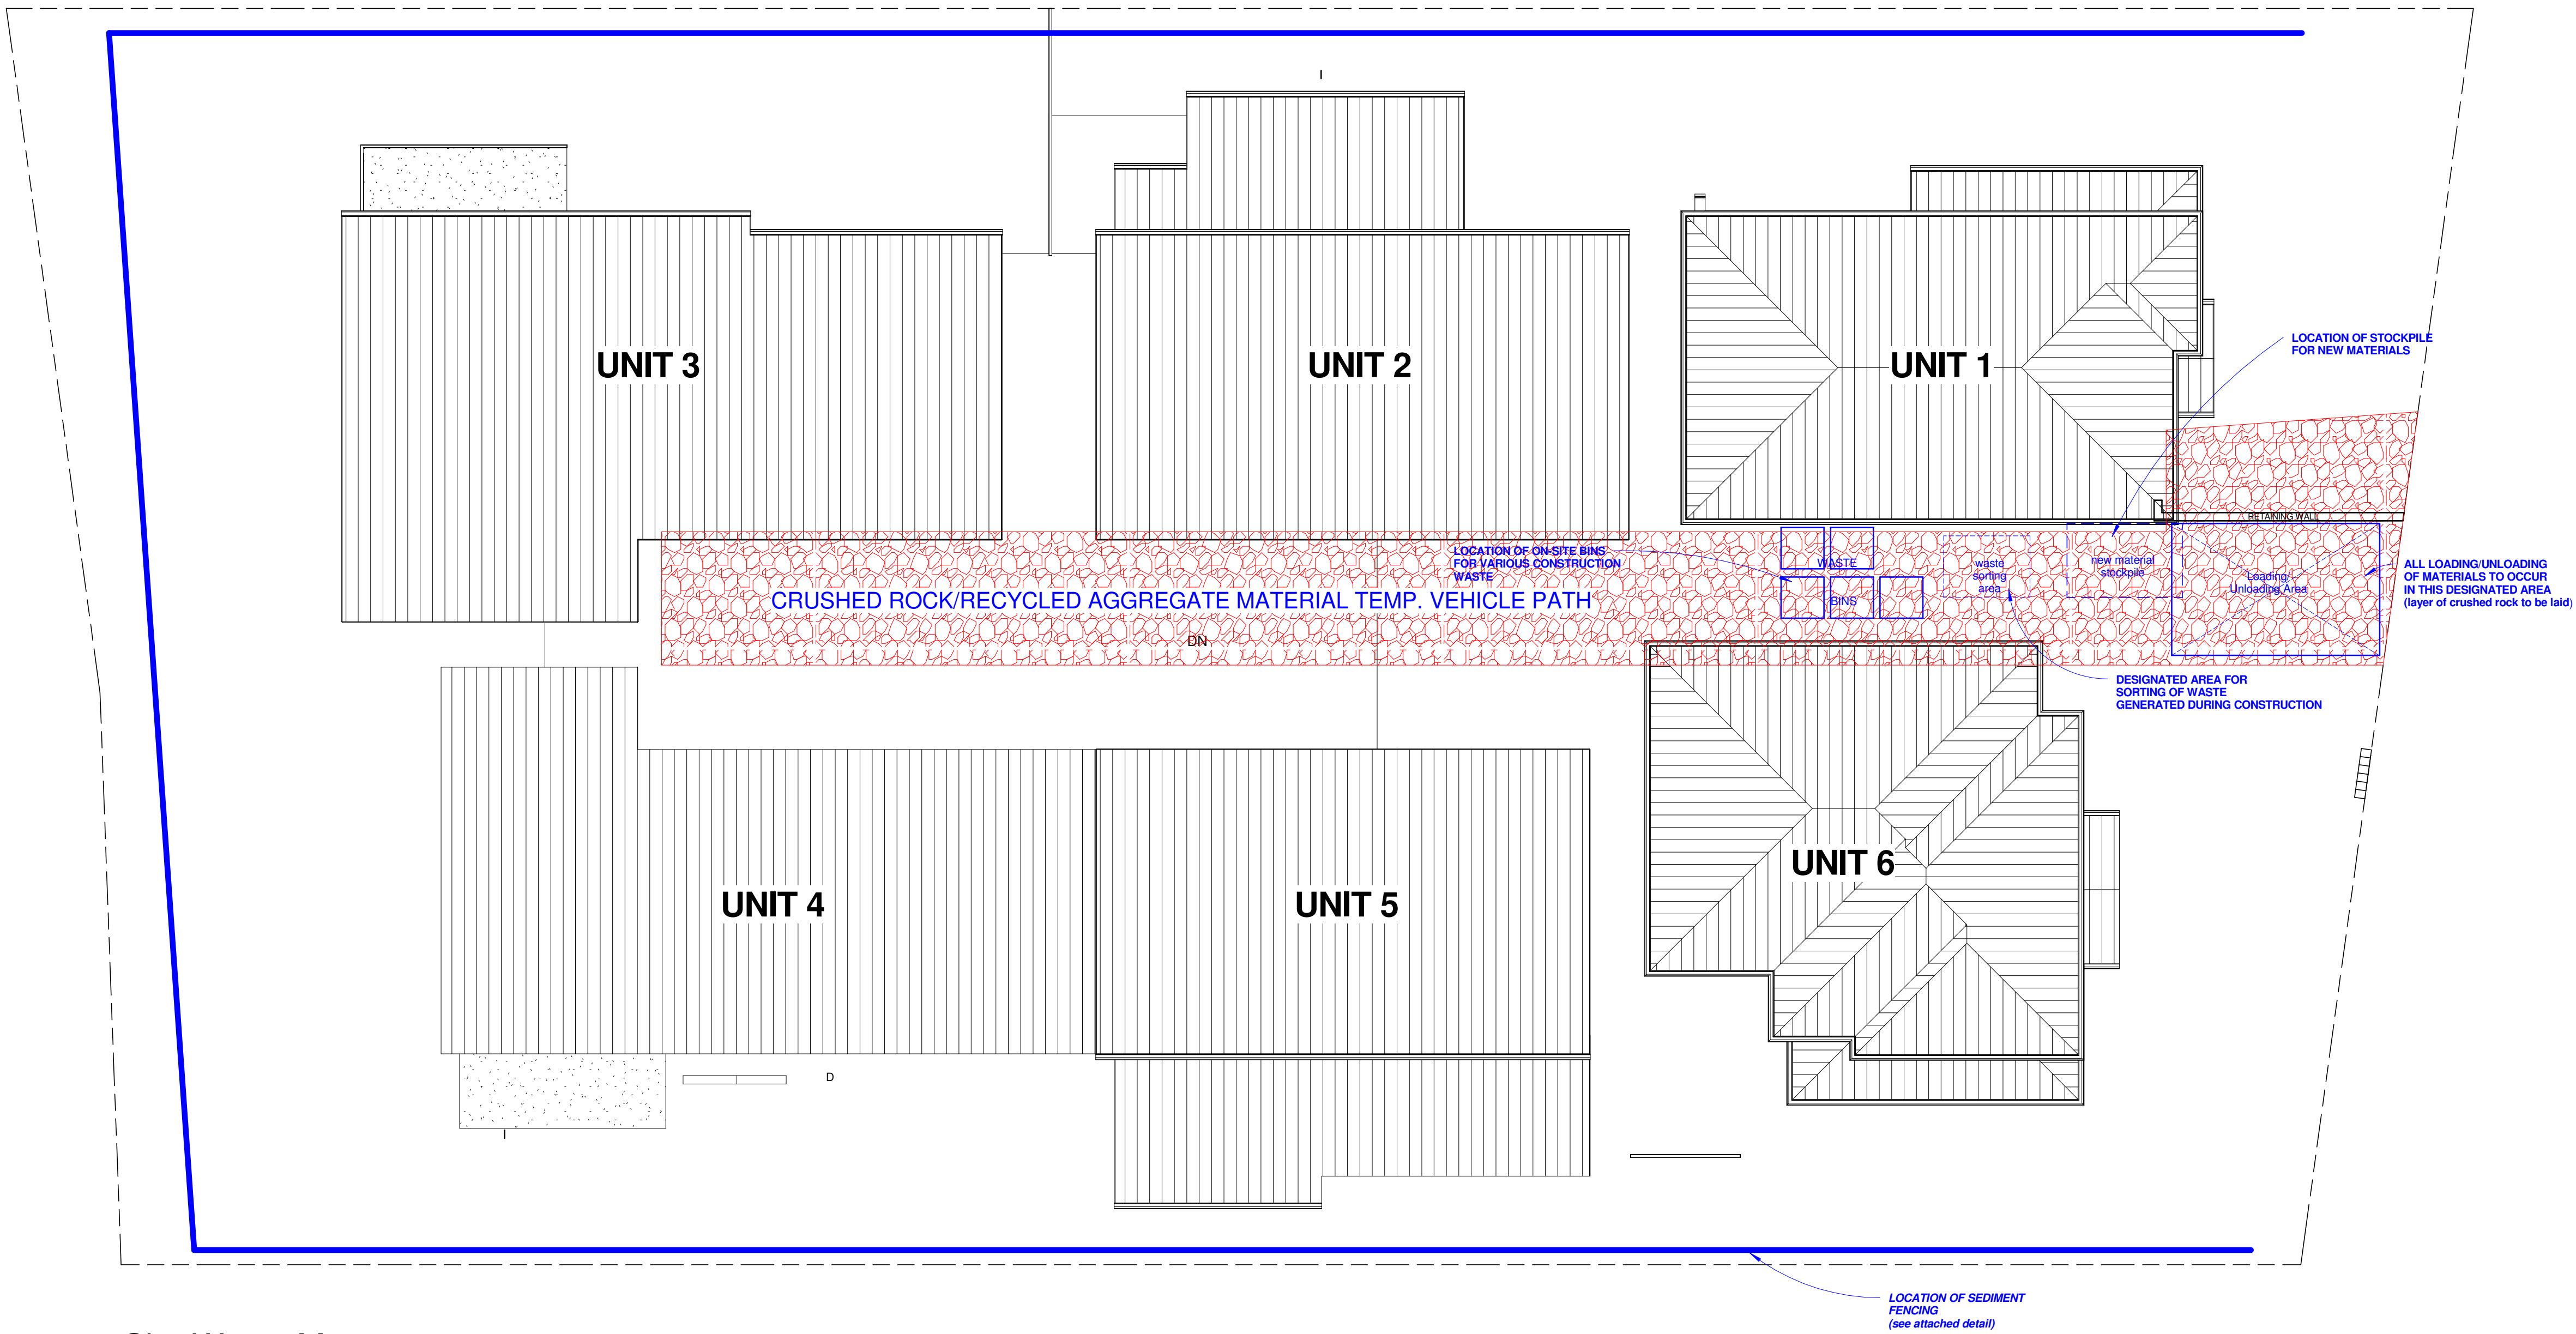 UNIT 3
UNIT 2
UNIT 1
LOCATION OF STOCKPILE
FOR NEW MATERIALS
RETAINING WALL
LOCATION OF ON-SITE BINS
FOR VARIOUS CONSTRUCTION
WASTE
WASTE
BINS
waste
sorting
area
new material
stockpile
Loading/
Unloading Area
ALL LOADING/UNLOADING
OF MATERIALS TO OCCUR
IN THIS DESIGNATED AREA
(layer of crushed rock to be laid)
CRUSHED ROCK/RECYCLED AGGREGATE MATERIAL TEMP. VEHICLE PATH
DN
DESIGNATED AREA FOR
SORTING OF WASTE
GENERATED DURING CONSTRUCTION
UNIT 4
UNIT 5
UNIT 6
D
LOCATION OF SEDIMENT
FENCING
(see attached detail)